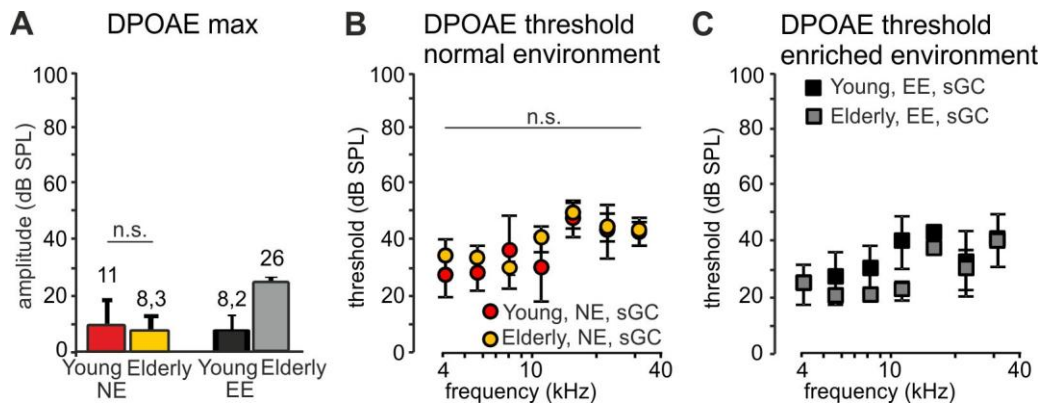 A DPOAE max
amplitude (dB SPL)
100
80
60
40
20
0
n.s.
11
8,3
8,2
26
Young Elderly Young Elderly
NE EE
B DPOAE threshold
normal environment
threshold (dB SPL)
100
80
60
40
20
0
n.s.
Young, NE, sGC
Elderly, NE, sGC
4 10 40
frequency (kHz)
C DPOAE threshold
enriched environment
threshold (dB SPL)
100
80
60
40
20
0
Young, EE, sGC
Elderly, EE, sGC
4 10 40
frequency (kHz)